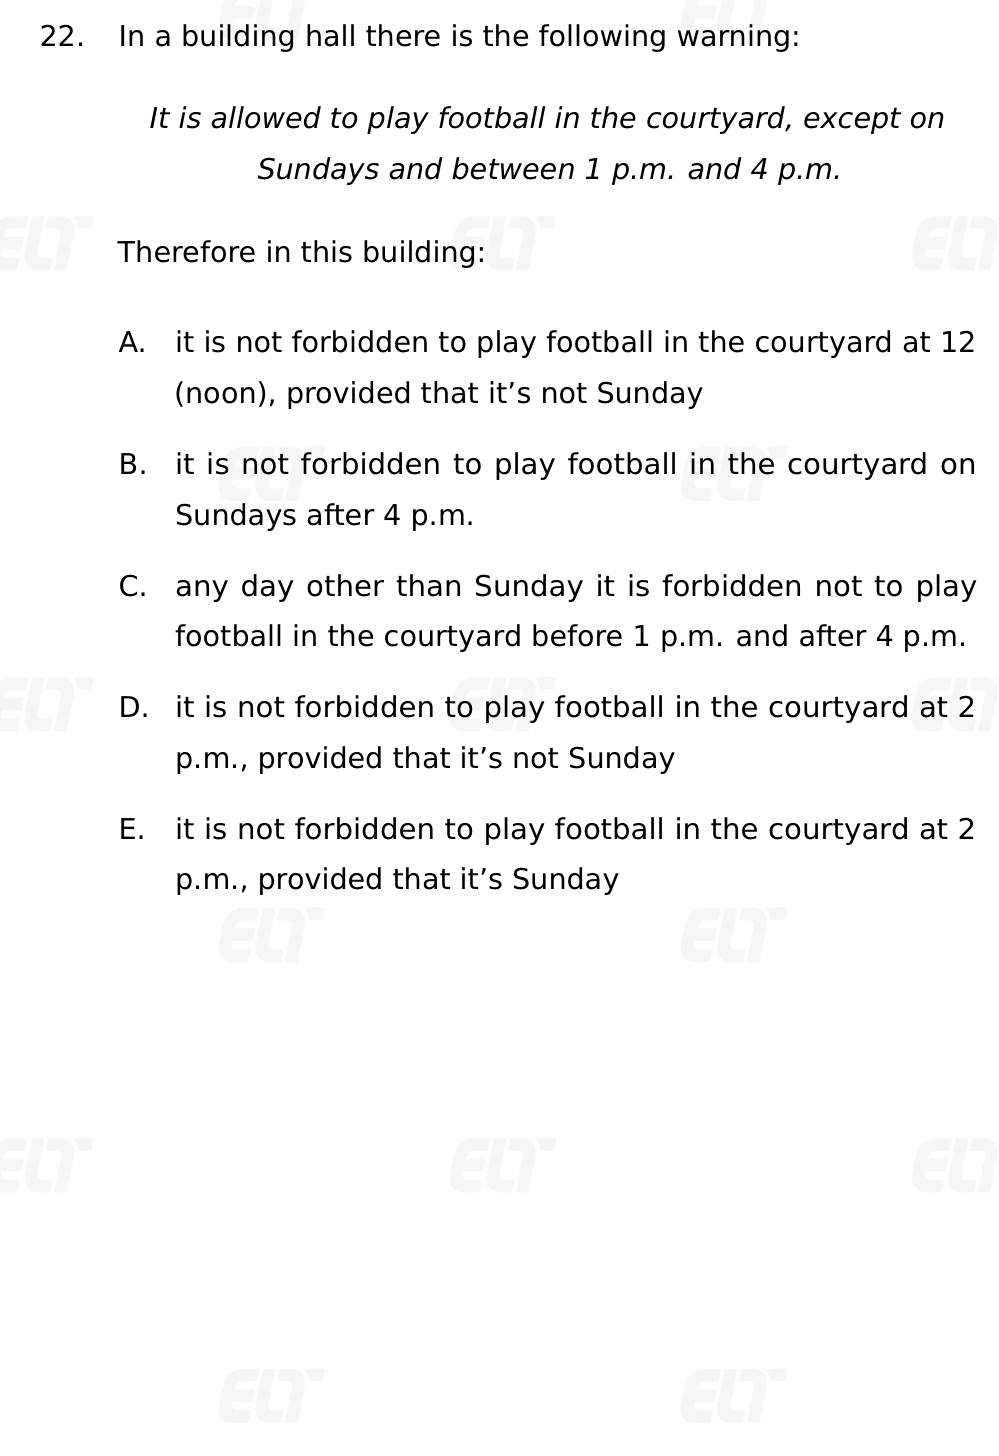 22. In a building hall there is the following warning:
It is allowed to play football in the courtyard, except on
Sundays and between 1 p.m. and 4 p.m.
Therefore in this building:
A. it is not forbidden to play football in the courtyard at 12
(noon), provided that it’s not Sunday
B. it is not forbidden to play football in the courtyard on
Sundays after 4 p.m.
C. any day other than Sunday it is forbidden not to play
football in the courtyard before 1 p.m. and after 4 p.m.
D. it is not forbidden to play football in the courtyard at 2
p.m., provided that it’s not Sunday
E. it is not forbidden to play football in the courtyard at 2
p.m., provided that it’s Sunday